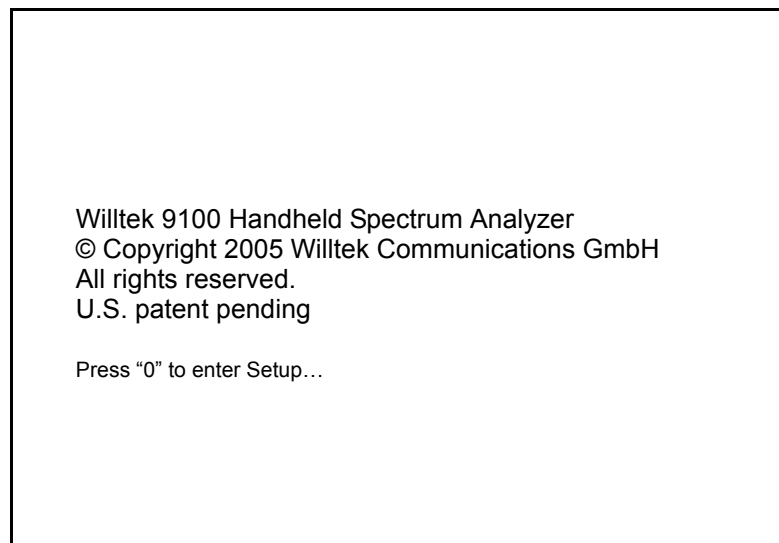 Willtek 9100 Handheld Spectrum Analyzer
© Copyright 2005 Willtek Communications GmbH
All rights reserved.
U.S. patent pending
Press “0” to enter Setup…